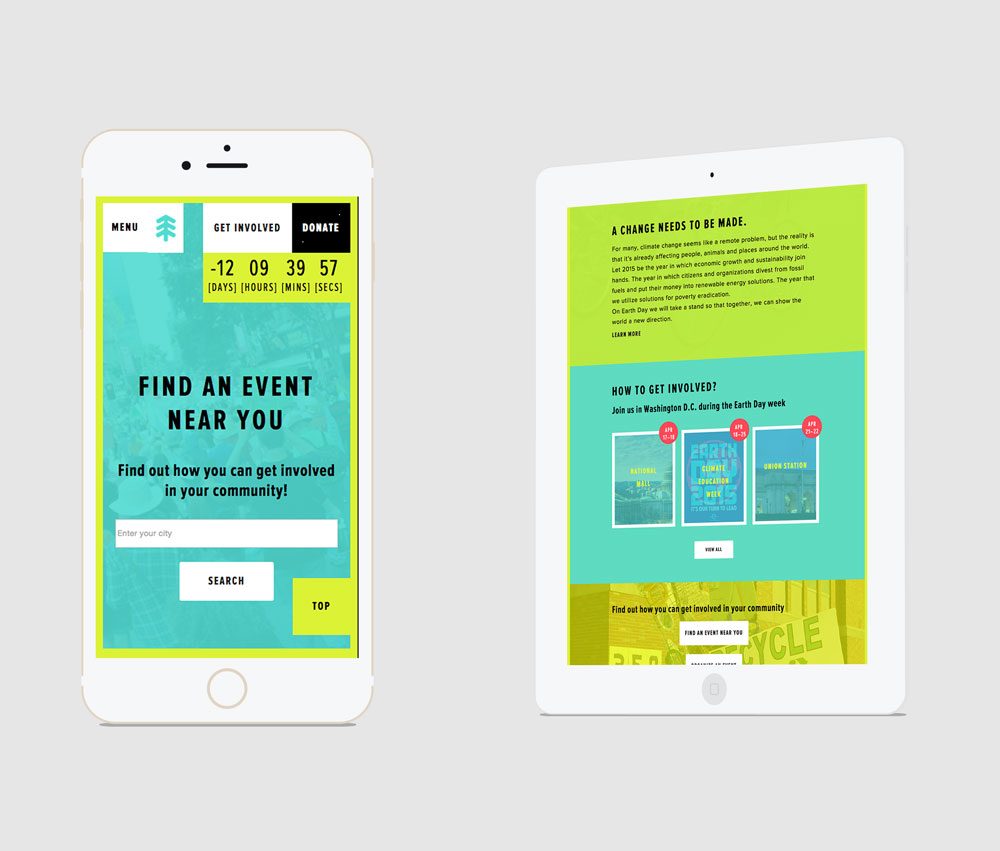 MENU
GET INVOLVED
DONATE
-12 09 39 57
[DAYS] [HOURS] [MINS] [SECS]
FIND AN EVENT
NEAR YOU
Find out how you can get involved
in your community!
Enter your city
SEARCH
TOP
A CHANGE NEEDS TO BE MADE.
For many, climate change seems like a remote problem, but the reality is
that it's already affecting people, animals and places around the world.
Let 2015 be the year in which economic growth and sustainability join
hands. The year in which citizens and organizations divest from fossil
fuels and put their money into renewable energy solutions. The year that
we utilize solutions for poverty eradication.
On Earth Day we will take a stand so that together, we can show the
world a new direction.
LEARN MORE
HOW TO GET INVOLVED?
Join us in Washington D.C. during the Earth Day week
APR
17-18
NATIONAL
MALL
APR
18-25
EARTH
DAY
2015
IT'S OUR TURN TO LEAD
CLIMATE
EDUCATION
WEEK
APR
21-22
UNION STATION
VIEW ALL
Find out how you can get involved in your community
FIND AN EVENT NEAR YOU
ORGANIZE AN EVENT
350
CYCLE